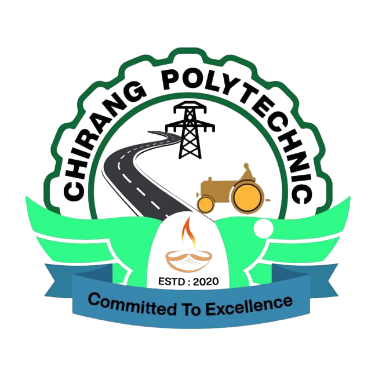 CHIRANG POLYTECHNIC
ESTD : 2020
Committed To Excellence